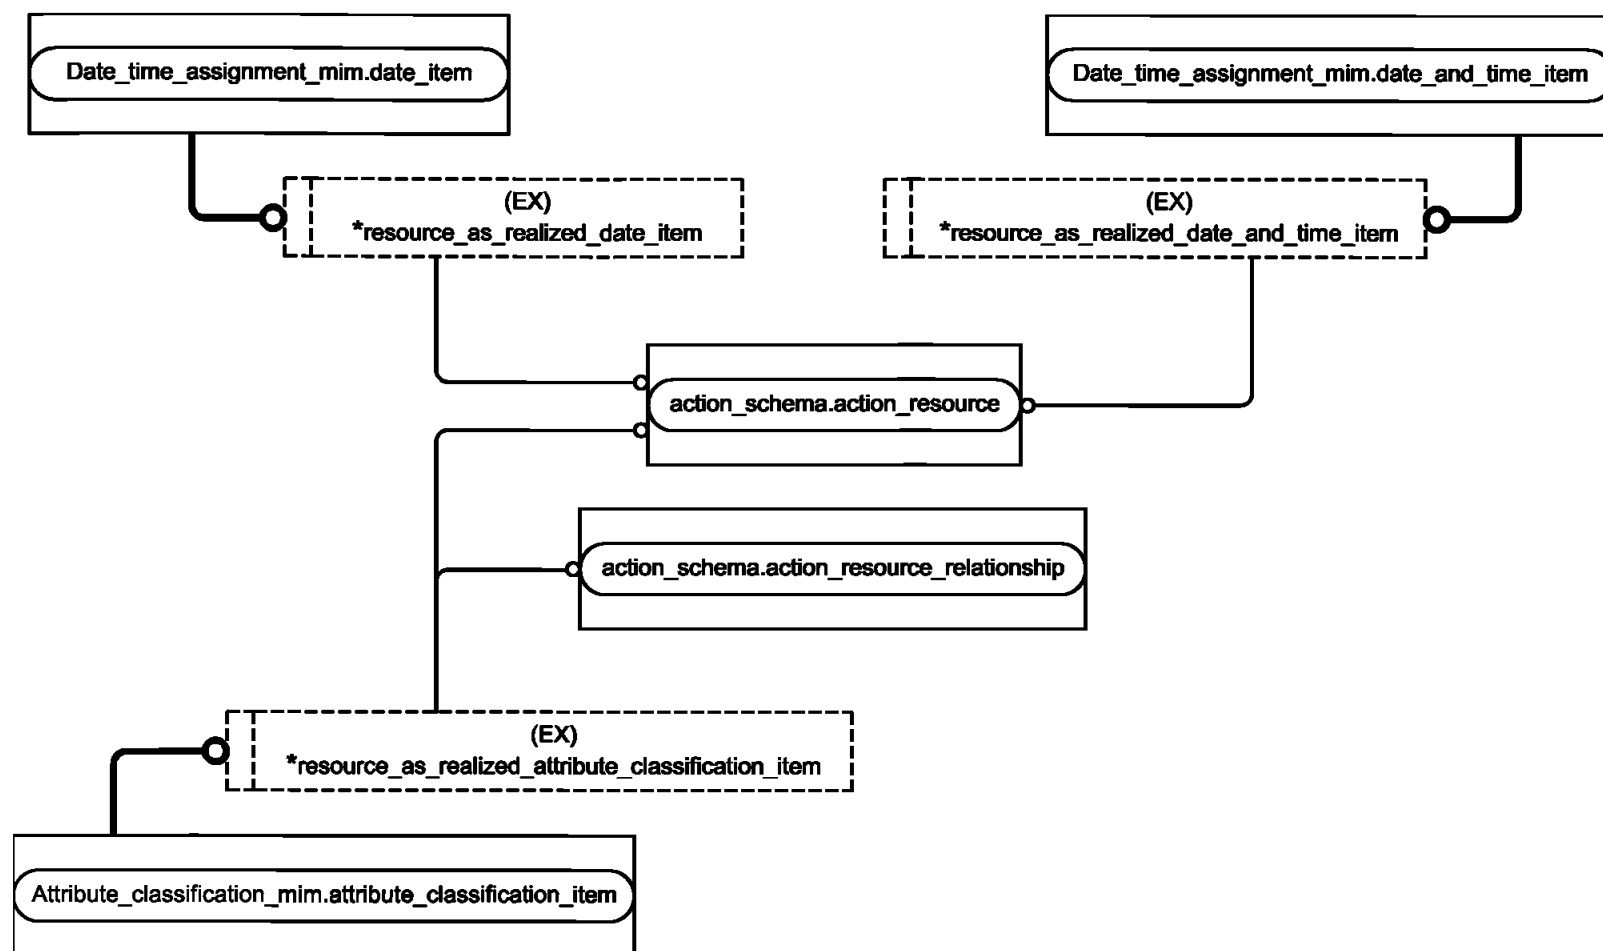 Date_time_assignment_mim.date_item
Date_time_assignment_mim.date_and_time_item
(EX)
*resource_as_realized_date_item
(EX)
*resource_as_realized_date_and_time_item
action_schema.action_resource
action_schema.action_resource_relationship
(EX)
*resource_as_realized_attribute_classification_item
Attribute_classification_mim.attribute_classification_item